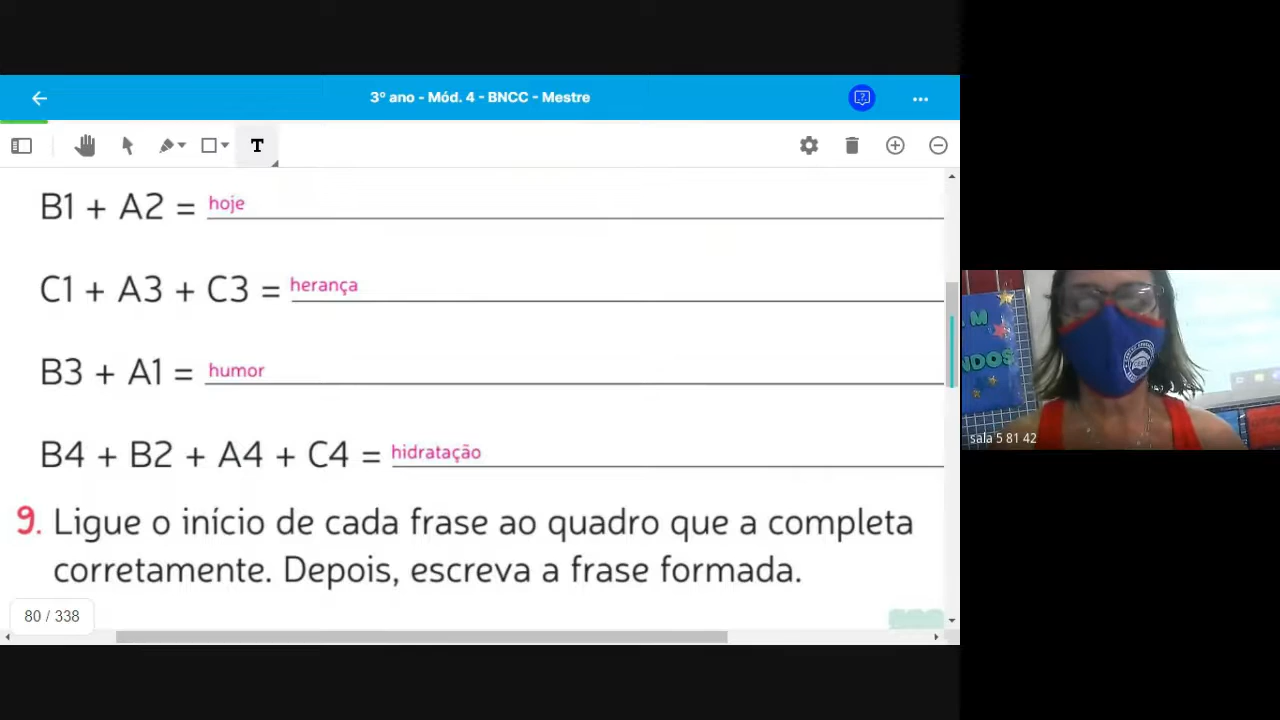 3º ano - Mód. 4 - BNCC - Mestre
T
B1 + A2 = hoje
C1 + A3 + C3 = herança
B3 + A1 = humor
B4 + B2 + A4 + C4 = hidratação
9. Ligue o início de cada frase ao quadro que a completa
corretamente. Depois, escreva a frase formada.
80 / 338
M
NDOS
sala 5 81 42